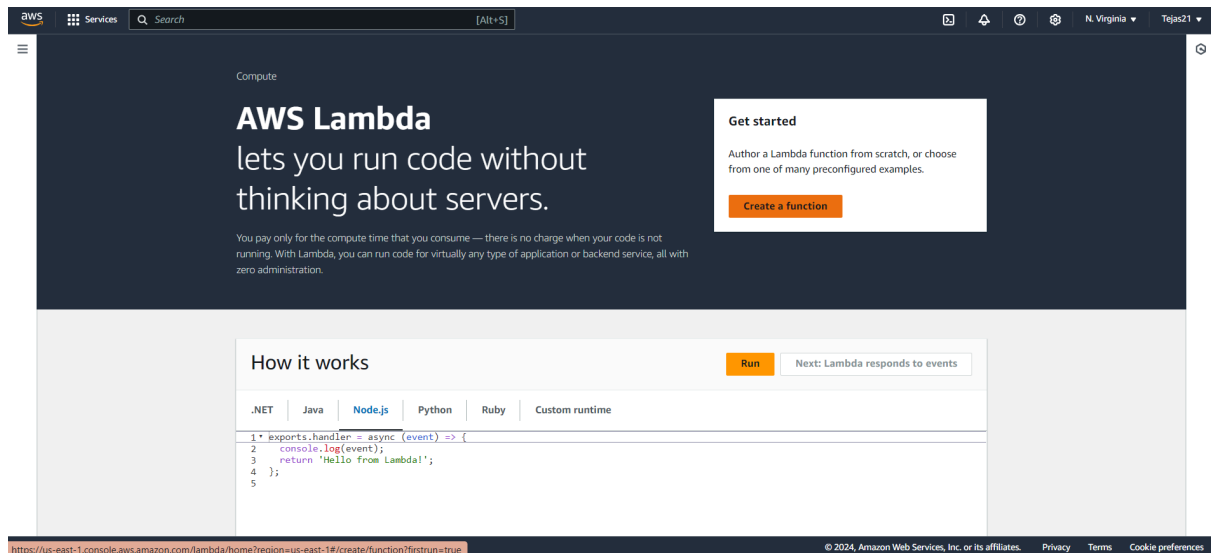 aws
Services
Search
[Alt+S]
N. Virginia
Tejas21
Compute
AWS Lambda
lets you run code without
thinking about servers.
You pay only for the compute time that you consume — there is no charge when your code is not
running. With Lambda, you can run code for virtually any type of application or backend service, all with
zero administration.
Get started
Author a Lambda function from scratch, or choose
from one of many preconfigured examples.
Create a function
How it works
Run
Next: Lambda responds to events
.NET
Java
Node.js
Python
Ruby
Custom runtime
1 exports.handler = async (event) => {
2 console.log(event);
3 return 'Hello from Lambda!';
4 };
5
https://us-east-1.console.aws.amazon.com/lambda/home?region=us-east-1#/create/function?firstrun=true
© 2024, Amazon Web Services, Inc. or its affiliates.
Privacy
Terms
Cookie preferences